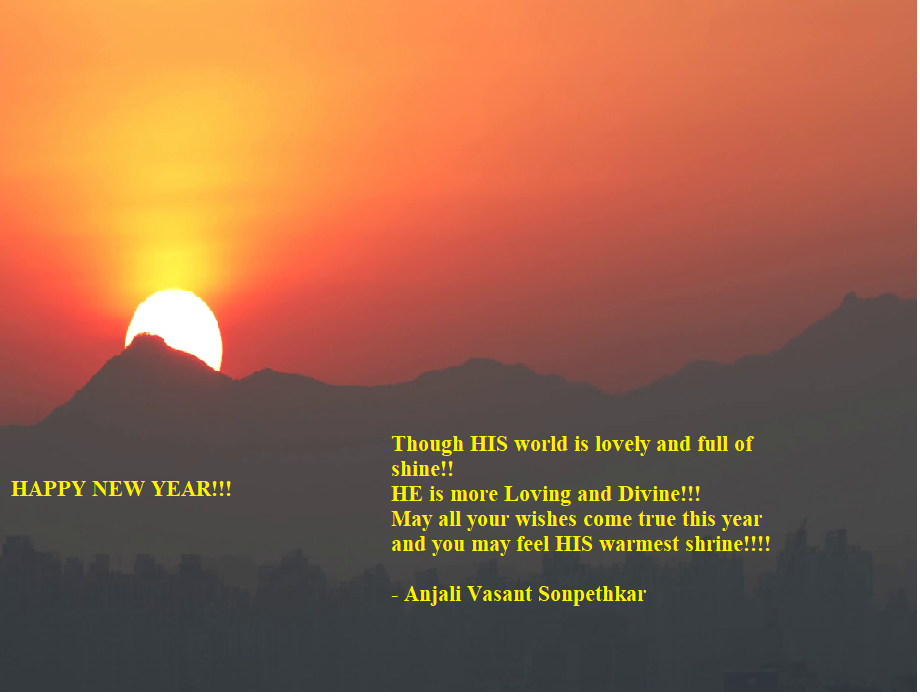 HAPPY NEW YEAR!!!
Though HIS world is lovely and full of
shine!!
HE is more Loving and Divine!!!
May all your wishes come true this year
and you may feel HIS warmest shrine!!!!
- Anjali Vasant Sonpethkar